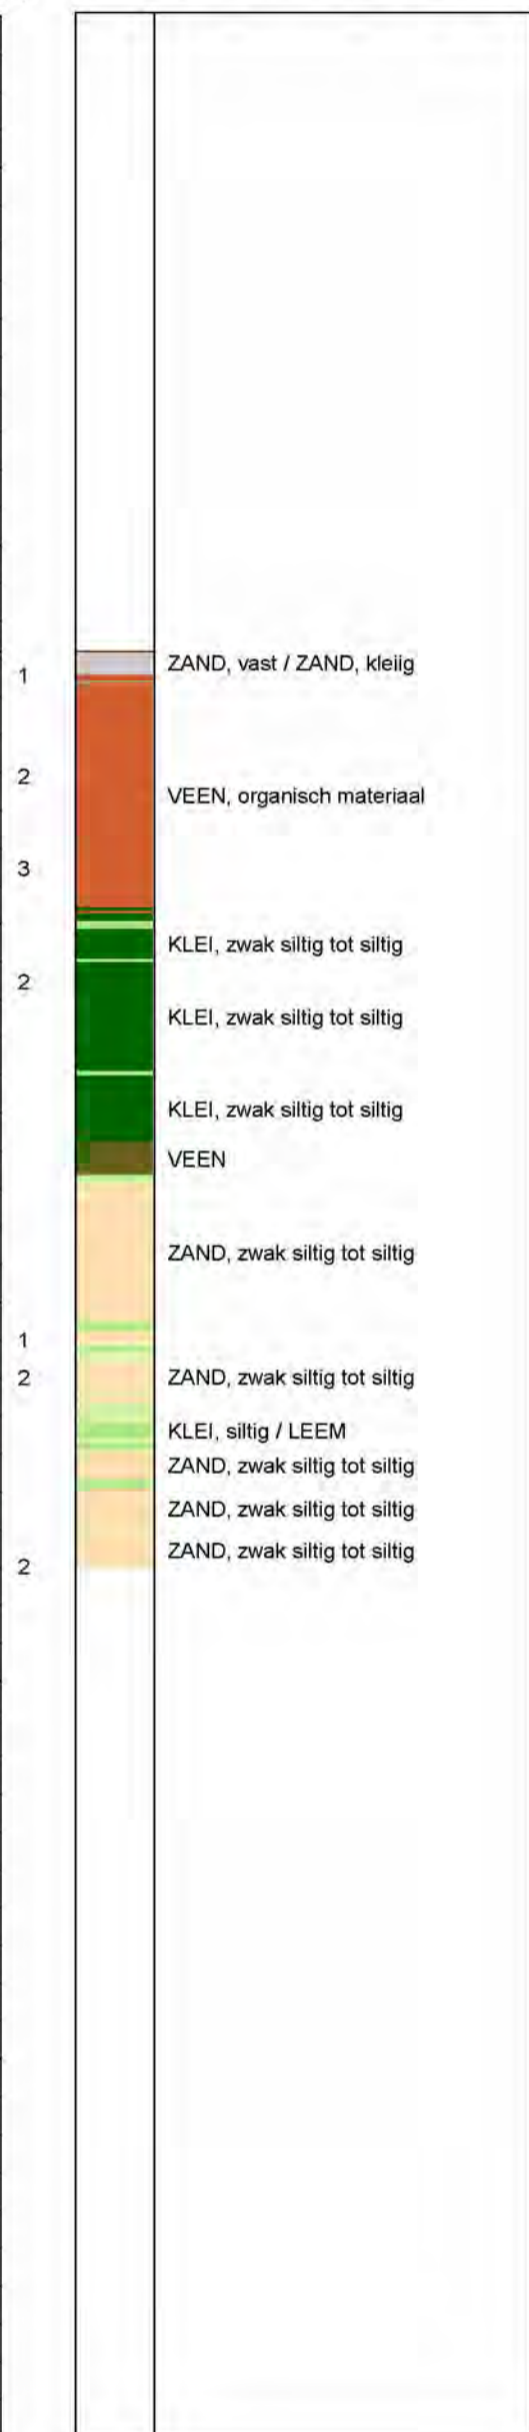 ZAND, vast / ZAND, kleiig
1
2
VEEN, organisch materiaal
3
KLEI, zwak siltig tot siltig
2
KLEI, zwak siltig tot siltig
KLEI, zwak siltig tot siltig
VEEN
ZAND, zwak siltig tot siltig
1
2 ZAND, zwak siltig tot siltig
KLEI, siltig / LEEM
ZAND, zwak siltig tot siltig
ZAND, zwak siltig tot siltig
ZAND, zwak siltig tot siltig
2